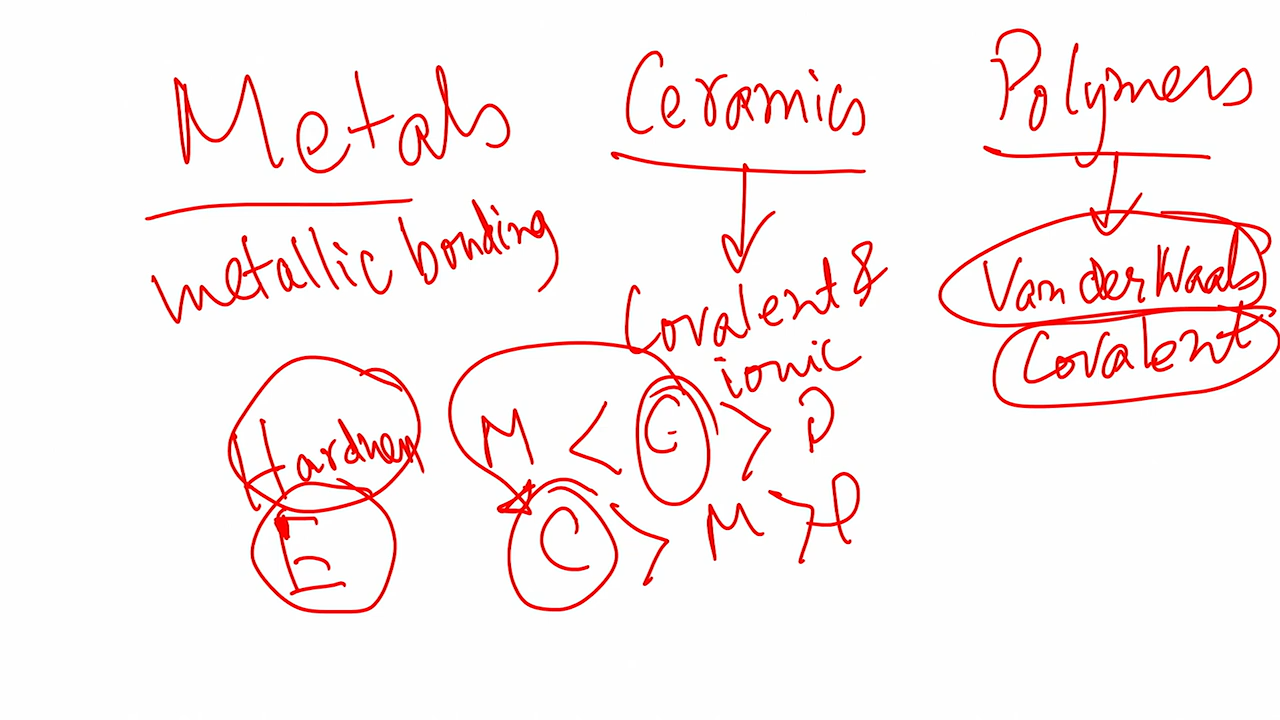 Metals
metallic bonding
Ceramics
Covalent &
ionic
Polymers
Van der Waals
Covalent
Hardness M < C > P
E C > M > P